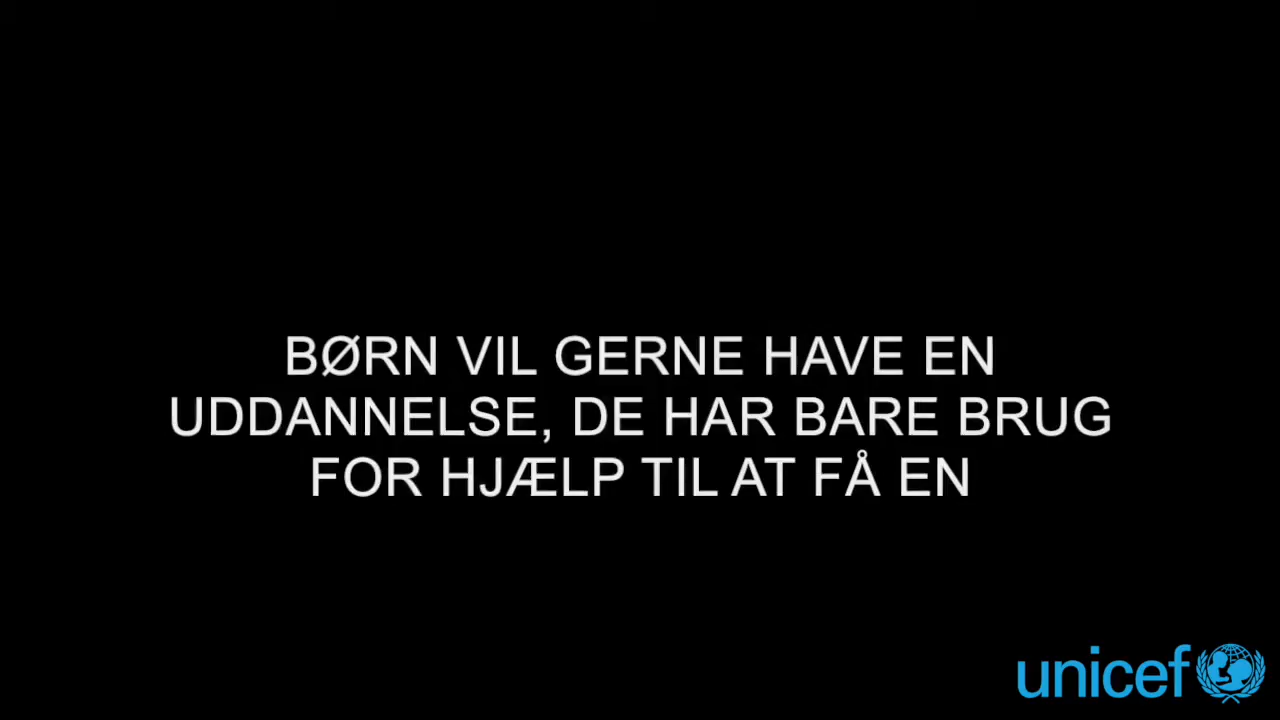 BØRN VIL GERNE HAVE EN
UDDANNELSE, DE HAR BARE BRUG
FOR HJÆLP TIL AT FÅ EN
unicef